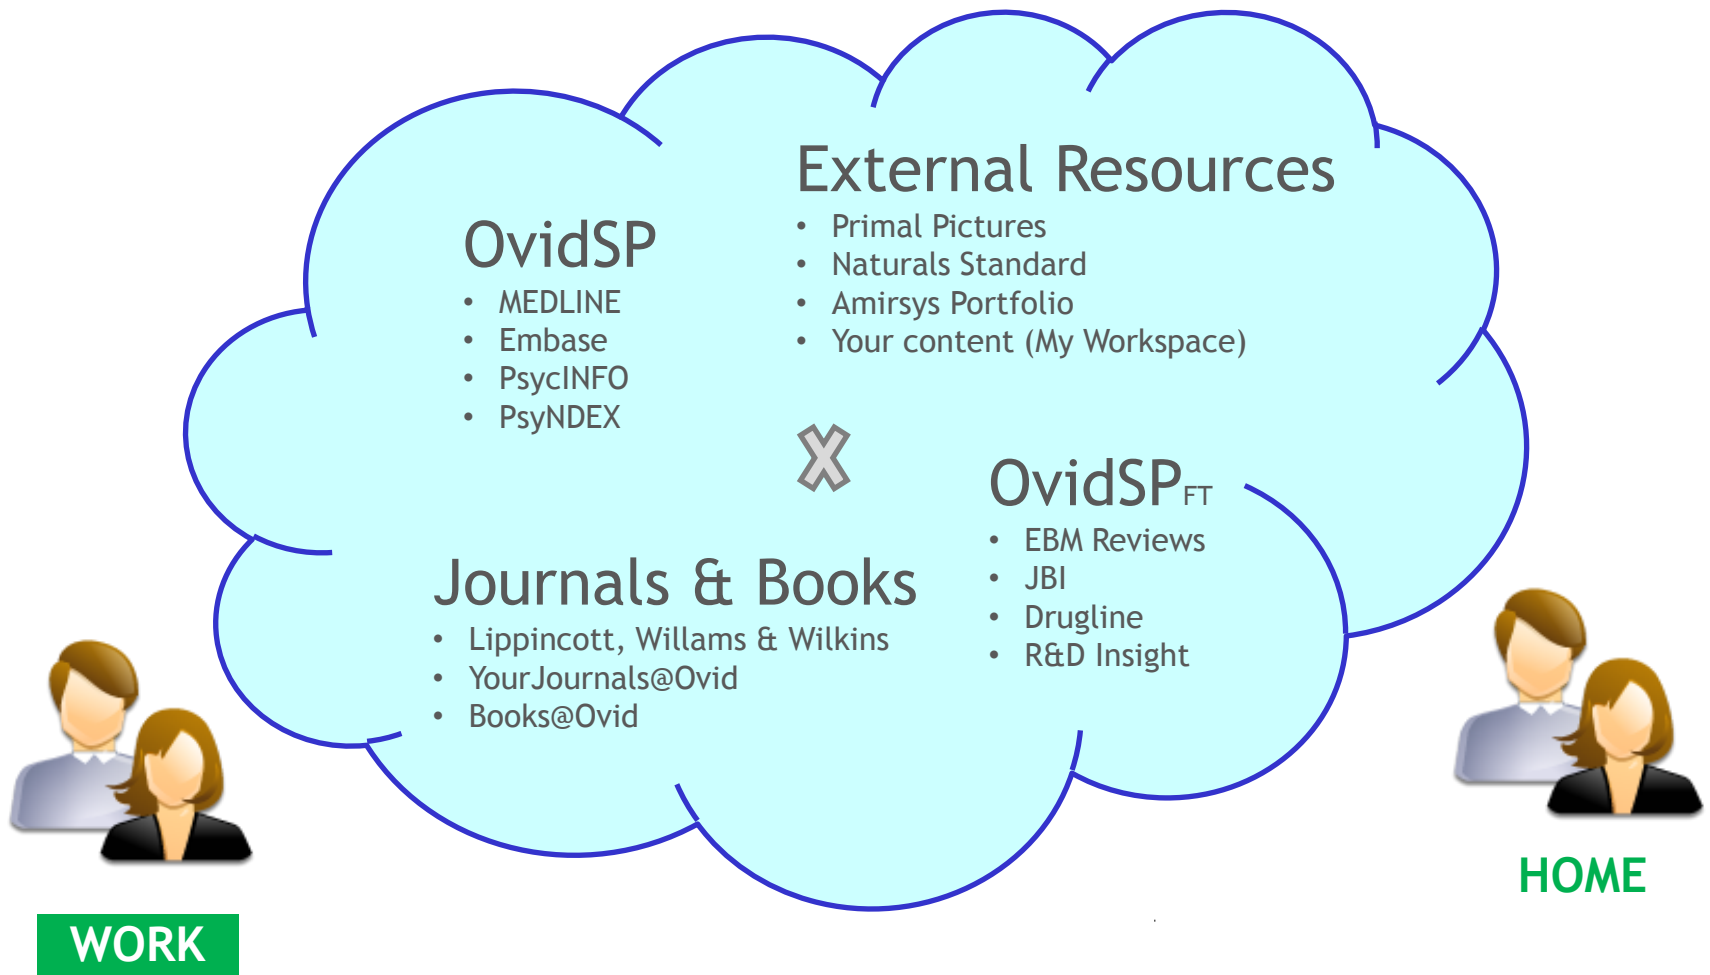 External Resources
• Primal Pictures
• Naturals Standard
• Amirsys Portfolio
• Your content (My Workspace)
OvidSP
• MEDLINE
• Embase
• PsycINFO
• PsyNDEX
OvidSPFT
• EBM Reviews
• JBI
• Drugline
• R&D Insight
Journals & Books
• Lippincott, Willams & Wilkins
• YourJournals@Ovid
• Books@Ovid
HOME
WORK